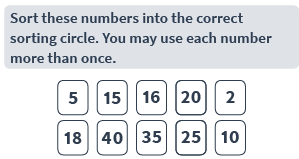 Sort these numbers into the correct
sorting circle. You may use each number
more than once.
5 15 16 20 2
18 40 35 25 10